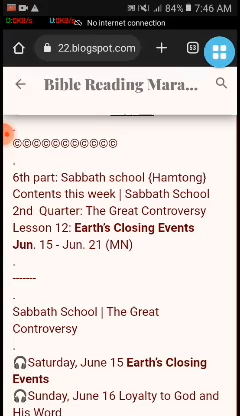 0KB/s 0KB/s No internet connection 84% 7:46 AM
22.blogspot.com 53
Bible Reading Mara...
.
©©©©©©©©©©©
.
6th part: Sabbath school {Hamtong}
Contents this week | Sabbath School
2nd Quarter: The Great Controversy
Lesson 12: Earth's Closing Events
Jun. 15 - Jun. 21 (MN)
.
-------
.
Sabbath School | The Great
Controversy
.
🎧Saturday, June 15 Earth's Closing
Events
🎧Sunday, June 16 Loyalty to God and
His Word